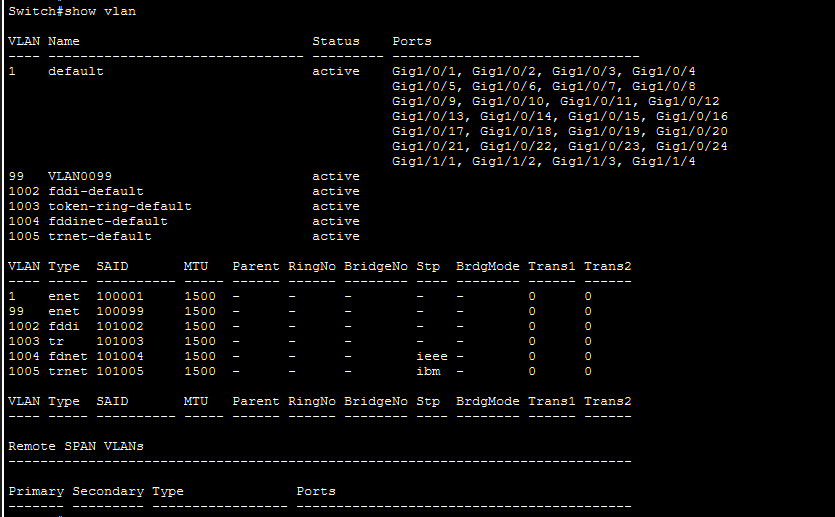 Switch#show vlan
VLAN Name                             Status    Ports
---- -------------------------------- --------- -------------------------------
1    default                          active    Gig1/0/1, Gig1/0/2, Gig1/0/3, Gig1/0/4
                                                Gig1/0/5, Gig1/0/6, Gig1/0/7, Gig1/0/8
                                                Gig1/0/9, Gig1/0/10, Gig1/0/11, Gig1/0/12
                                                Gig1/0/13, Gig1/0/14, Gig1/0/15, Gig1/0/16
                                                Gig1/0/17, Gig1/0/18, Gig1/0/19, Gig1/0/20
                                                Gig1/0/21, Gig1/0/22, Gig1/0/23, Gig1/0/24
                                                Gig1/1/1, Gig1/1/2, Gig1/1/3, Gig1/1/4
99   VLAN0099                         active
1002 fddi-default                     active
1003 token-ring-default               active
1004 fddinet-default                  active
1005 trnet-default                    active
VLAN Type  SAID       MTU   Parent RingNo BridgeNo Stp  BrdgMode Trans1 Trans2
---- ----- ---------- ----- ------ ------ -------- ---- -------- ------ ------
1    enet  100001     1500  -      -      -        -    -        0      0
99   enet  100099     1500  -      -      -        -    -        0      0
1002 fddi  101002     1500  -      -      -        -    -        0      0
1003 tr    101003     1500  -      -      -        -    -        0      0
1004 fdnet 101004     1500  -      -      -        ieee -        0      0
1005 trnet 101005     1500  -      -      -        ibm  -        0      0
VLAN Type  SAID       MTU   Parent RingNo BridgeNo Stp  BrdgMode Trans1 Trans2
---- ----- ---------- ----- ------ ------ -------- ---- -------- ------ ------
Remote SPAN VLANs
------------------------------------------------------------------------------
Primary Secondary Type              Ports
------- --------- ----------------- ------------------------------------------